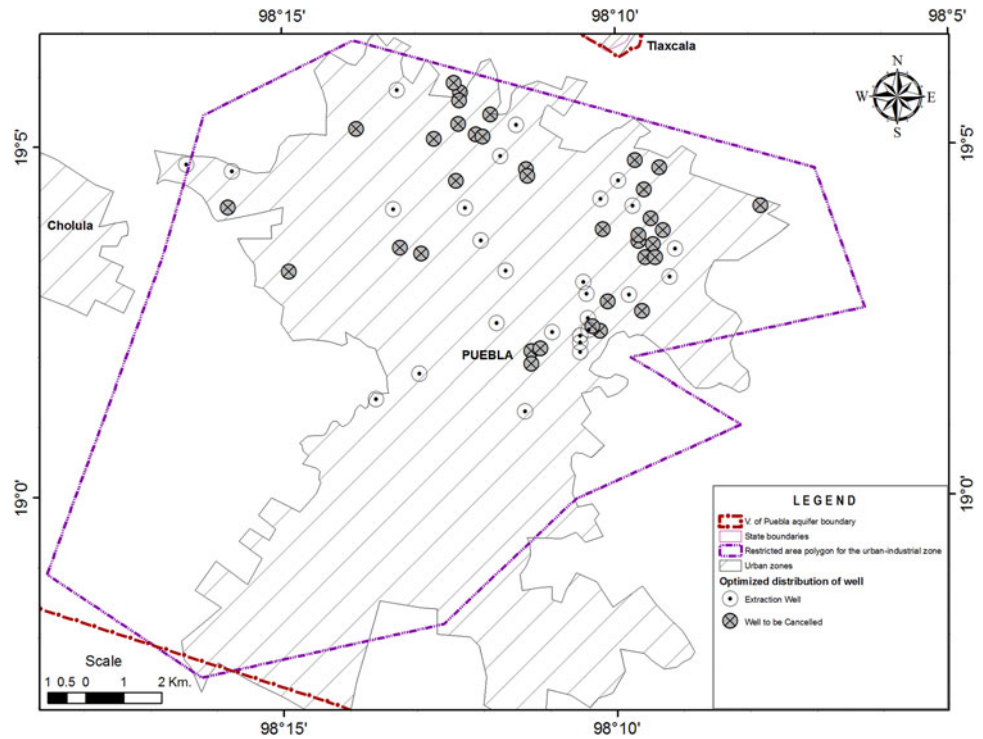 98°15' 98°10' 98°5'
Tlaxcala
N
W E
S
19°5' 19°5'
Cholula
PUEBLA
19°0' 19°0'
LEGEND
V. of Puebla aquifer boundary
State boundaries
Restricted area polygon for the urban-industrial zone
Urban zones
Optimized distribution of well
Extraction Well
Well to be Cancelled
Scale
1 0.5 0 1 2 Km.
98°15' 98°10'